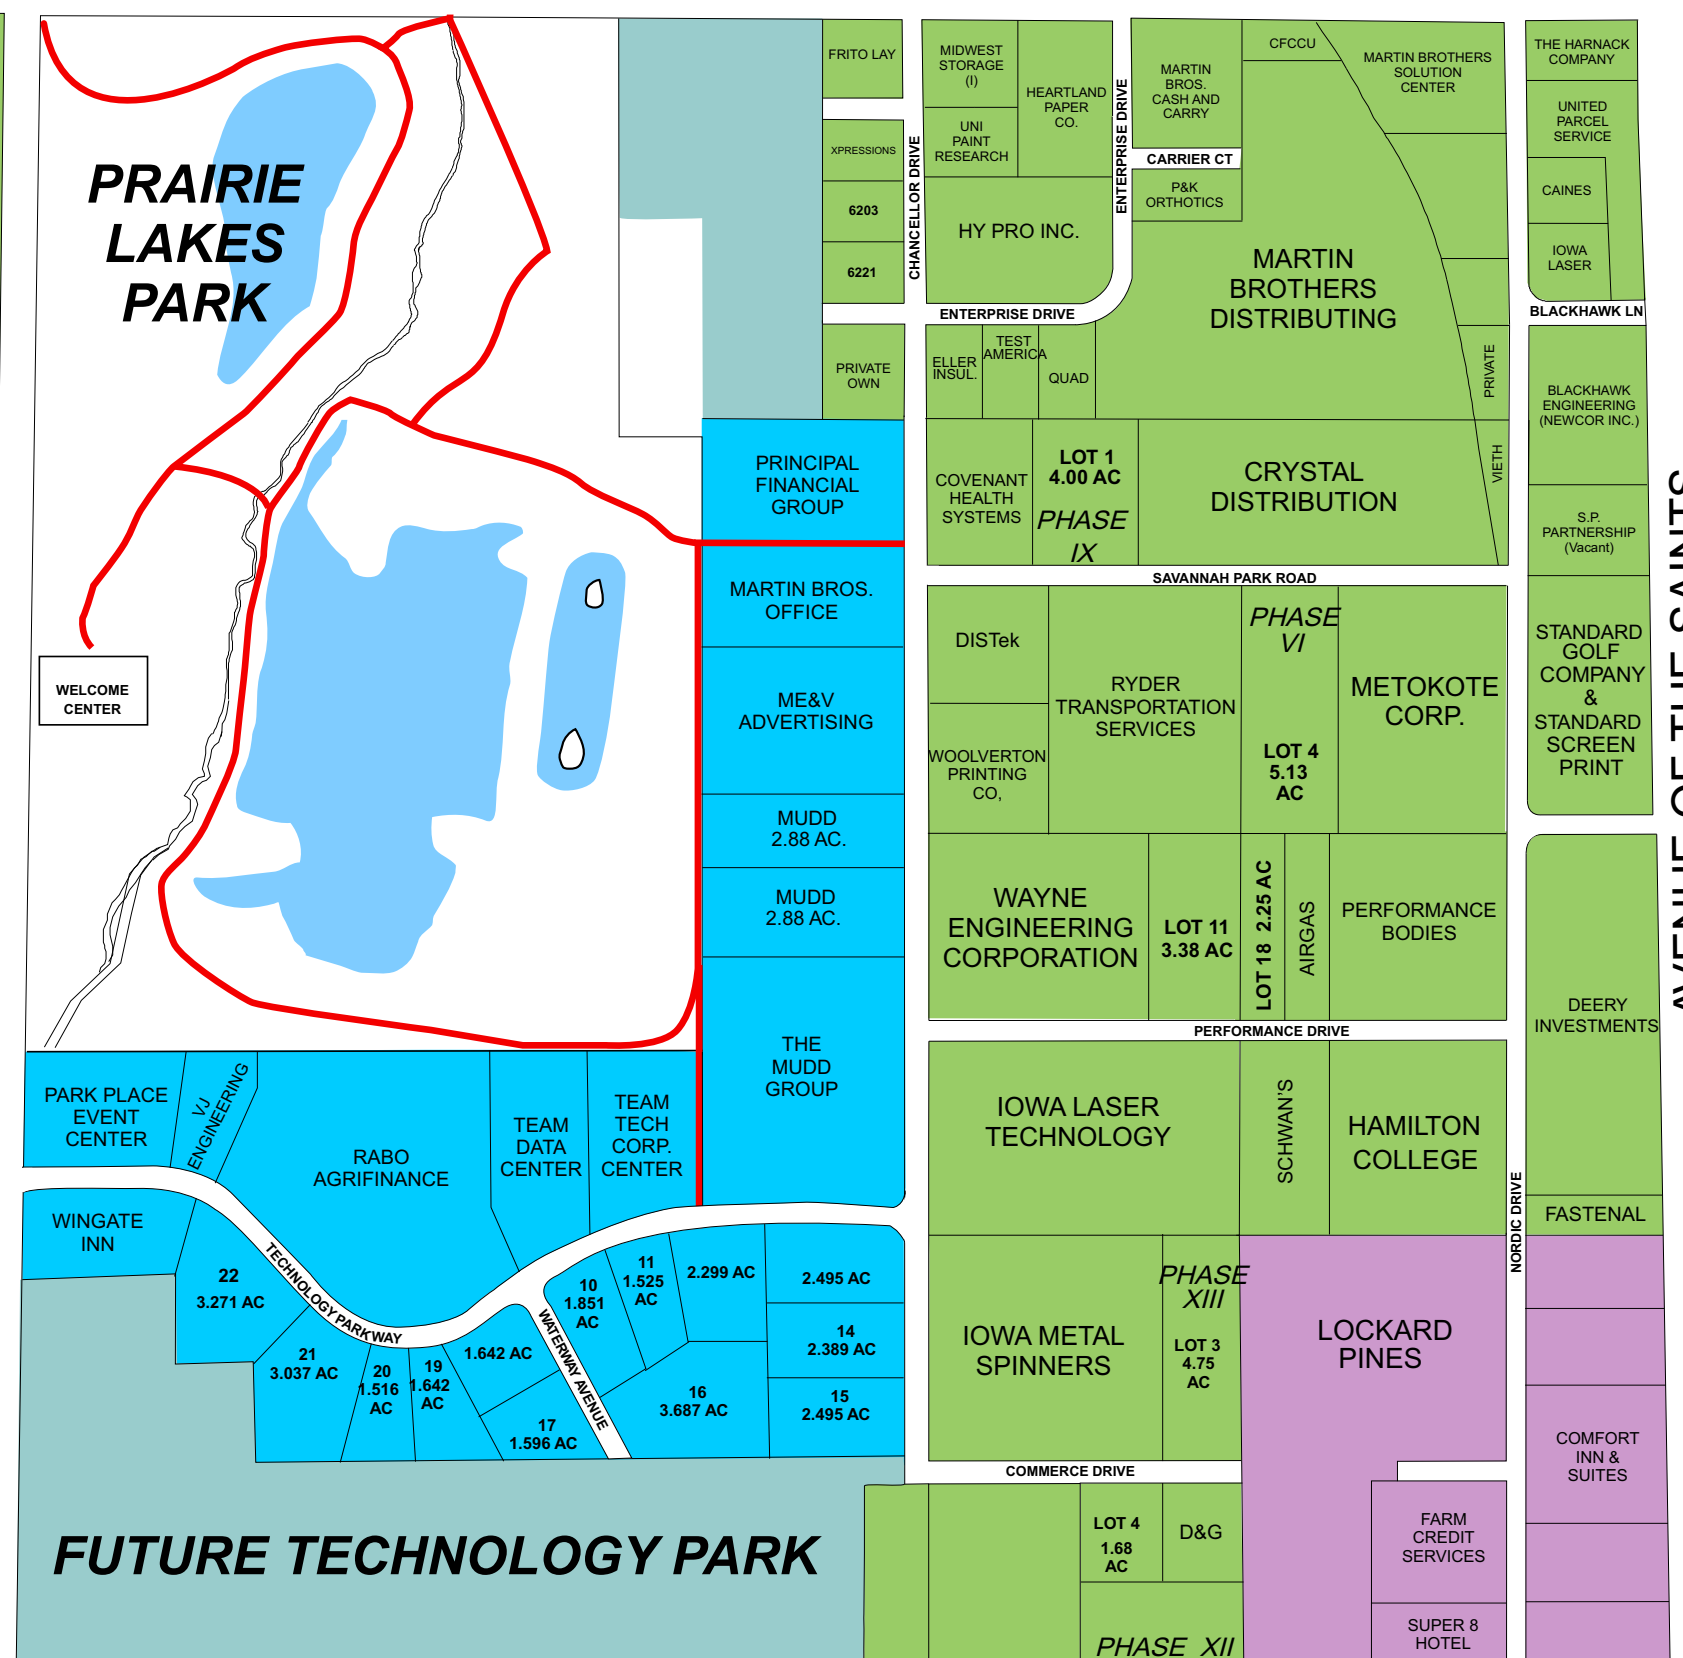 PRAIRIE
LAKES
PARK
WELCOME
CENTER
FRITO LAY
XPRESSIONS
6203
6221
PRIVATE
OWN
CHANCELLOR DRIVE
MIDWEST
STORAGE
(I)
UNI
PAINT
RESEARCH
HEARTLAND
PAPER
CO.
HY PRO INC.
ENTERPRISE DRIVE
ENTERPRISE DRIVE
MARTIN
BROS.
CASH AND
CARRY
CARRIER CT
P&K
ORTHOTICS
CFCCU
MARTIN BROTHERS
SOLUTION
CENTER
MARTIN
BROTHERS
DISTRIBUTING
PRIVATE
VIETH
THE HARNACK
COMPANY
UNITED
PARCEL
SERVICE
CAINES
IOWA
LASER
BLACKHAWK LN
BLACKHAWK
ENGINEERING
(NEWCOR INC.)
S.P.
PARTNERSHIP
(Vacant)
STANDARD
GOLF
COMPANY
&
STANDARD
SCREEN
PRINT
AVENUE OF THE SAINTS
ELLER
INSUL.
TEST
AMERICA
QUAD
COVENANT
HEALTH
SYSTEMS
LOT 1
4.00 AC
PHASE
IX
CRYSTAL
DISTRIBUTION
SAVANNAH PARK ROAD
PRINCIPAL
FINANCIAL
GROUP
MARTIN BROS.
OFFICE
ME&V
ADVERTISING
MUDD
2.88 AC.
MUDD
2.88 AC.
THE
MUDD
GROUP
DISTek
WOOLVERTON
PRINTING
CO,
RYDER
TRANSPORTATION
SERVICES
PHASE
VI
LOT 4
5.13
AC
METOKOTE
CORP.
WAYNE
ENGINEERING
CORPORATION
LOT 11
3.38 AC
LOT 18 2.25 AC
AIRGAS
PERFORMANCE
BODIES
PERFORMANCE DRIVE
DEERY
INVESTMENTS
FASTENAL
NORDIC DRIVE
IOWA LASER
TECHNOLOGY
SCHWAN'S
HAMILTON
COLLEGE
PARK PLACE
EVENT
CENTER
VJ
ENGINEERING
RABO
AGRIFINANCE
TEAM
DATA
CENTER
TEAM
TECH
CORP.
CENTER
WINGATE
INN
TECHNOLOGY PARKWAY
WATERWAY AVENUE
22
3.271 AC
21
3.037 AC
20
1.516
AC
19
1.642
AC
1.642 AC
17
1.596 AC
10
1.851
AC
11
1.525
AC
2.299 AC
2.495 AC
14
2.389 AC
15
2.495 AC
16
3.687 AC
IOWA METAL
SPINNERS
PHASE
XIII
LOT 3
4.75
AC
LOCKARD
PINES
COMMERCE DRIVE
COMFORT
INN &
SUITES
FARM
CREDIT
SERVICES
SUPER 8
HOTEL
LOT 4
1.68
AC
D&G
PHASE XII
FUTURE TECHNOLOGY PARK